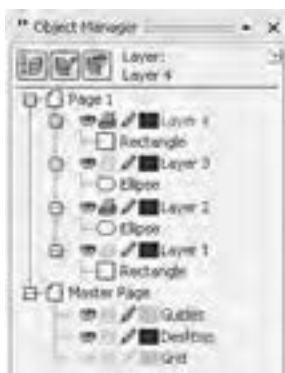 Object Manager
Layer:
Layer 4
Page 1
Layer 4
Rectangle
Layer 3
Ellipse
Layer 2
Ellipse
Layer 1
Rectangle
Master Page
Guides
Desktop
Grid